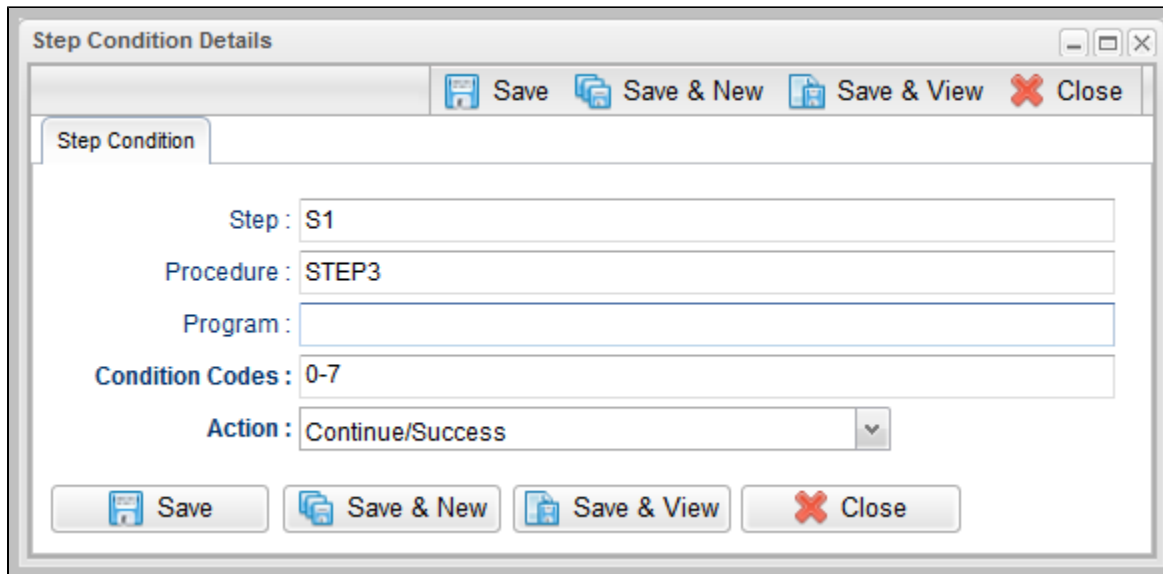 Step Condition Details
Save Save & New Save & View Close
Step Condition
Step : S1
Procedure : STEP3
Program :
Condition Codes : 0-7
Action : Continue/Success
Save Save & New Save & View Close